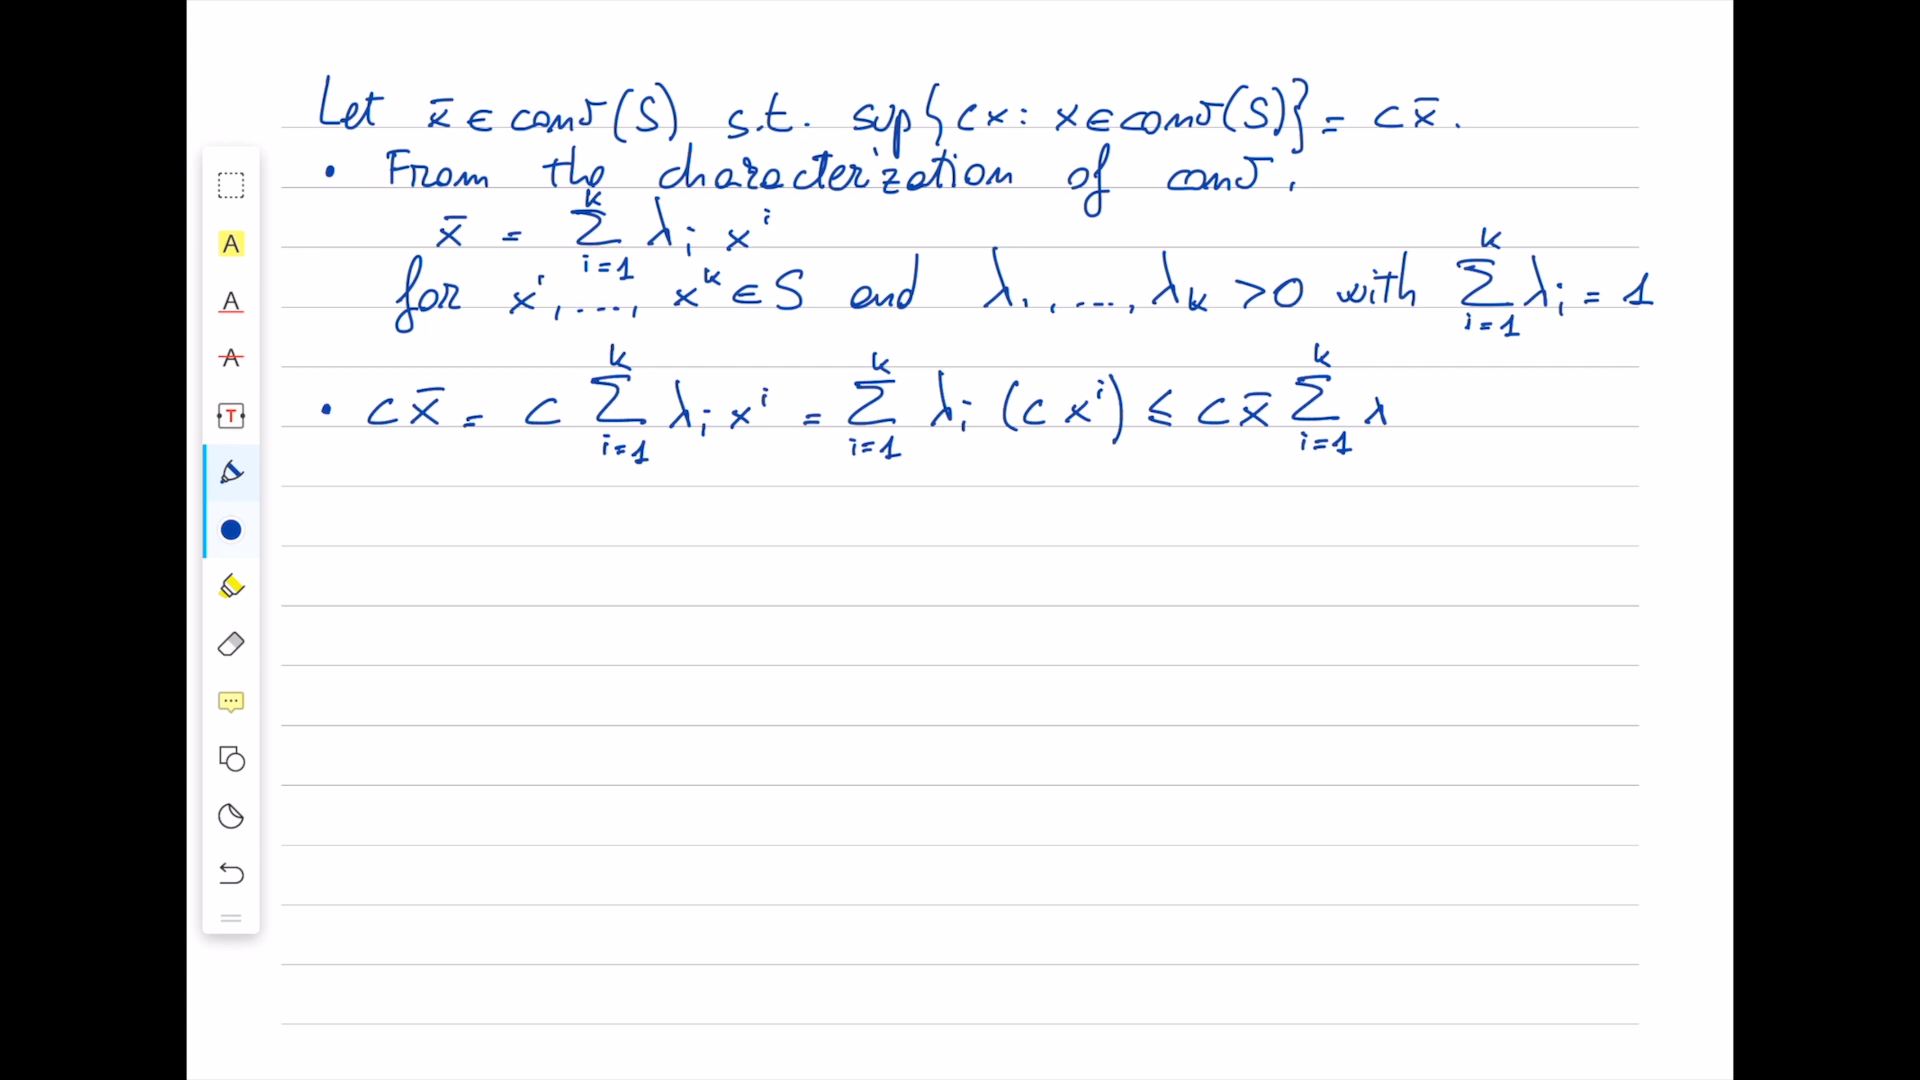 Let x̄ ∈ conv(S) s.t. sup{cx : x ∈ conv(S)} = cx̄.
• From the characterization of conv,
x̄ = ∑_{i=1}^{k} λ_i x^i
for x^1, ..., x^k ∈ S and λ_1, ..., λ_k > 0 with ∑_{i=1}^{k} λ_i = 1
• cx̄ = c ∑_{i=1}^{k} λ_i x^i = ∑_{i=1}^{k} λ_i (c x^i) ≤ cx̄ ∑_{i=1}^{k} λ
A
A
A
T